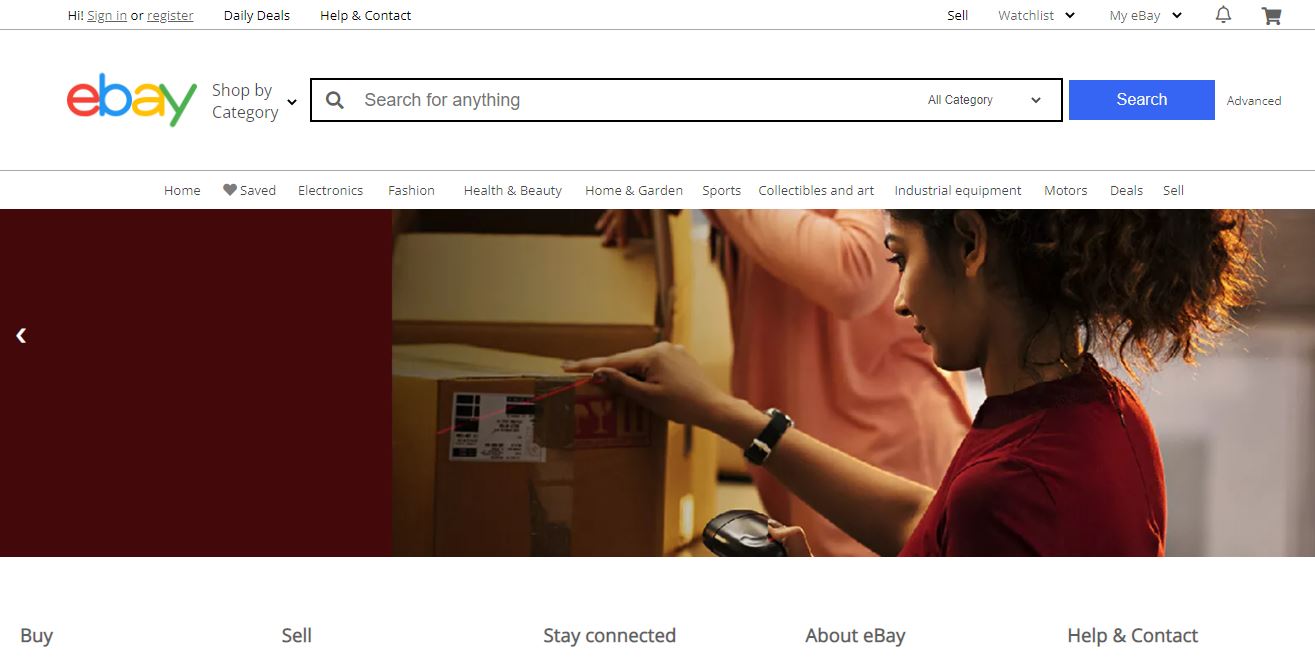 Hi! Sign in or register Daily Deals Help & Contact Sell Watchlist My eBay
ebay
Shop by
Category
Search for anything All Category Search Advanced
Home Saved Electronics Fashion Health & Beauty Home & Garden Sports Collectibles and art Industrial equipment Motors Deals Sell
Buy Sell Stay connected About eBay Help & Contact